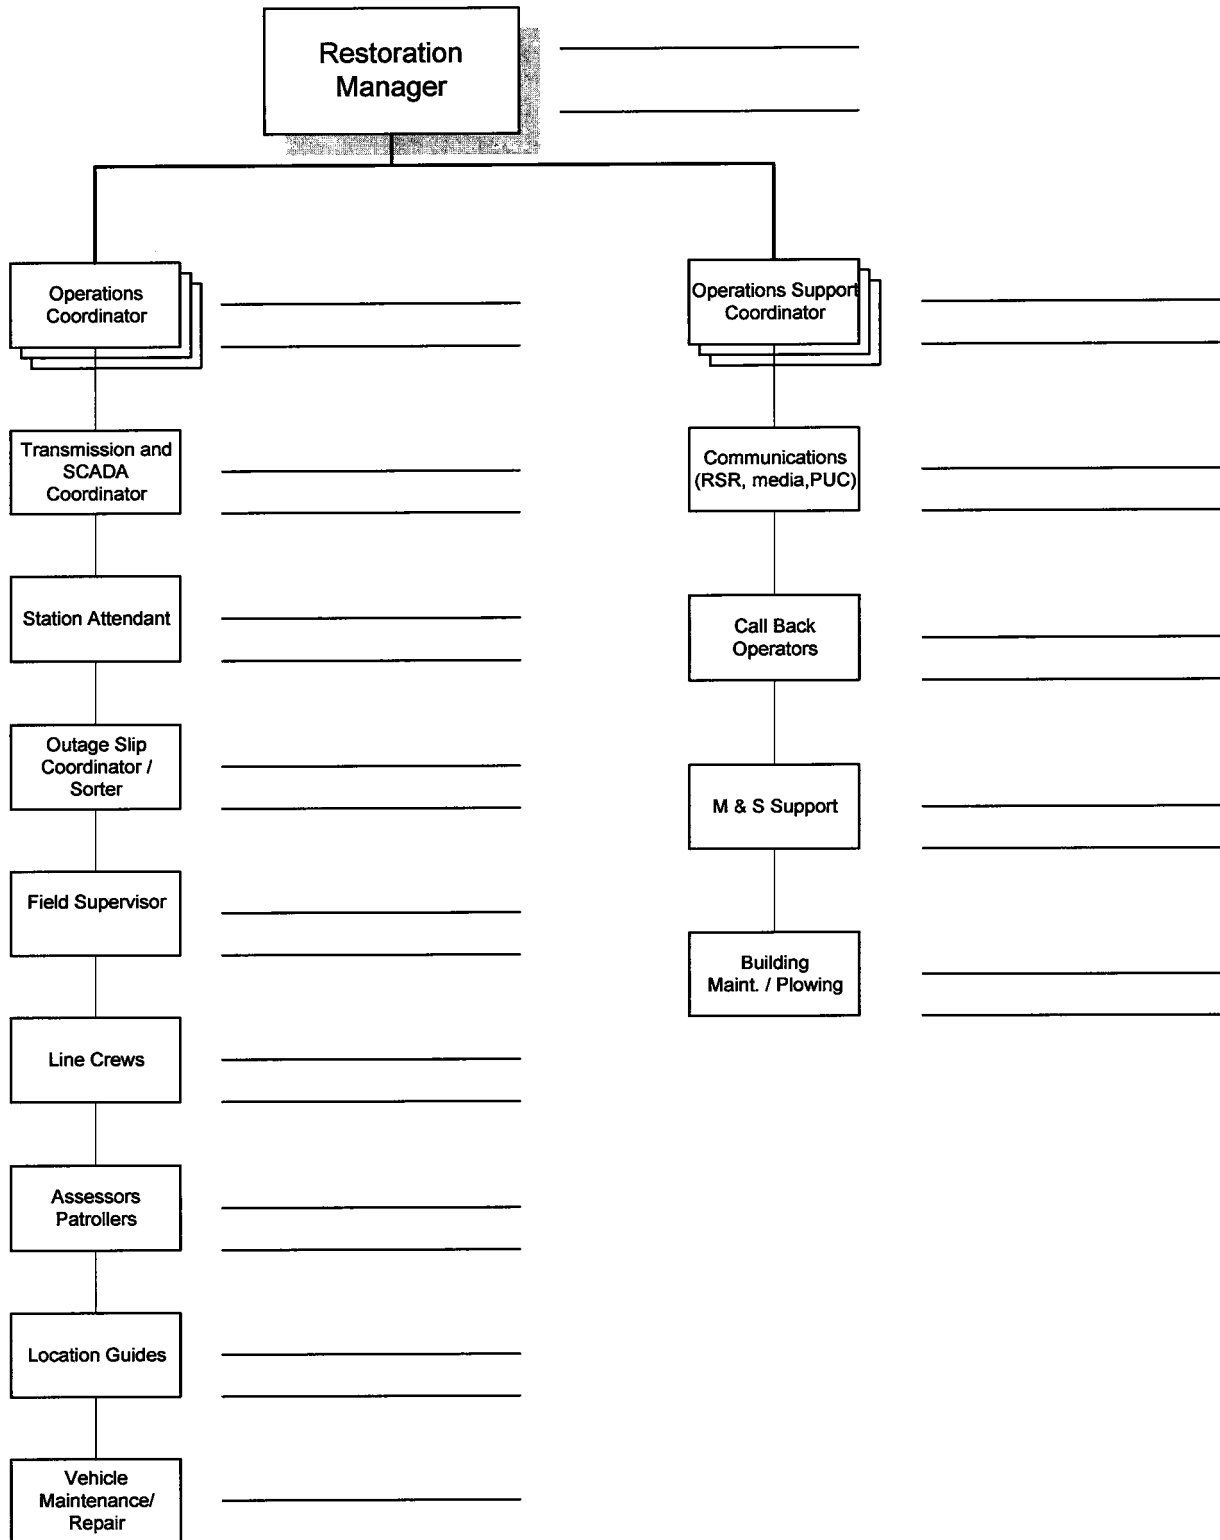 Restoration
Manager
Operations
Coordinator
Transmission and
SCADA
Coordinator
Station Attendant
Outage Slip
Coordinator /
Sorter
Field Supervisor
Line Crews
Assessors
Patrollers
Location Guides
Vehicle
Maintenance/
Repair
Operations Support
Coordinator
Communications
(RSR, media,PUC)
Call Back
Operators
M & S Support
Building
Maint. / Plowing